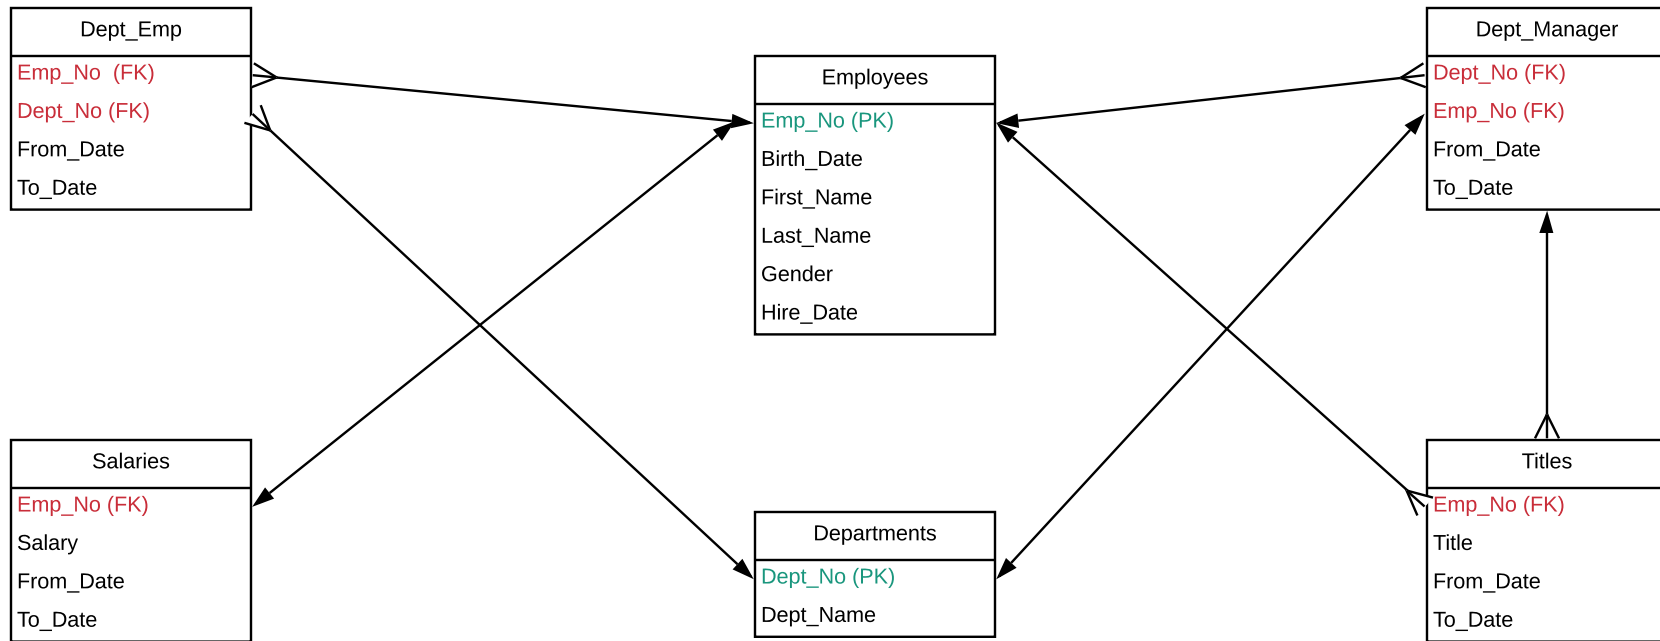 Dept_Emp
Emp_No  (FK)
Dept_No (FK)
From_Date
To_Date
Employees
Emp_No (PK)
Birth_Date
First_Name
Last_Name
Gender
Hire_Date
Dept_Manager
Dept_No (FK)
Emp_No (FK)
From_Date
To_Date
Salaries
Emp_No (FK)
Salary
From_Date
To_Date
Departments
Dept_No (PK)
Dept_Name
Titles
Emp_No (FK)
Title
From_Date
To_Date